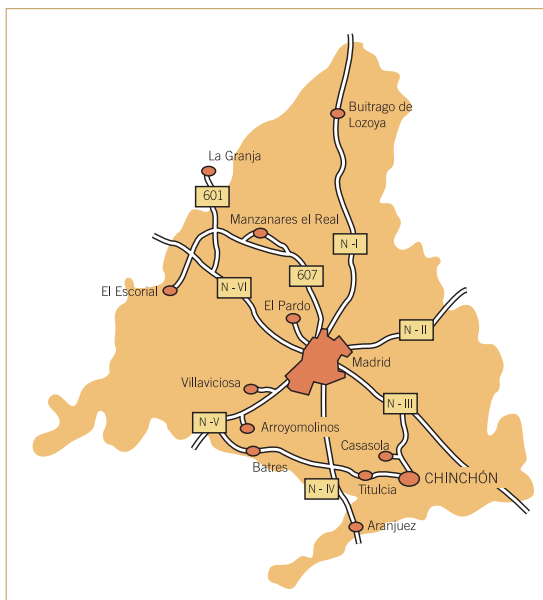 Buitrago de
Lozoya
La Granja
601
Manzanares el Real
N - I
607
El Escorial
N - VI
El Pardo
N - II
Madrid
Villaviciosa
N - III
N - V
Arroyomolinos
Casasola
Batres
CHINCHÓN
Titulcia
N - IV
Aranjuez